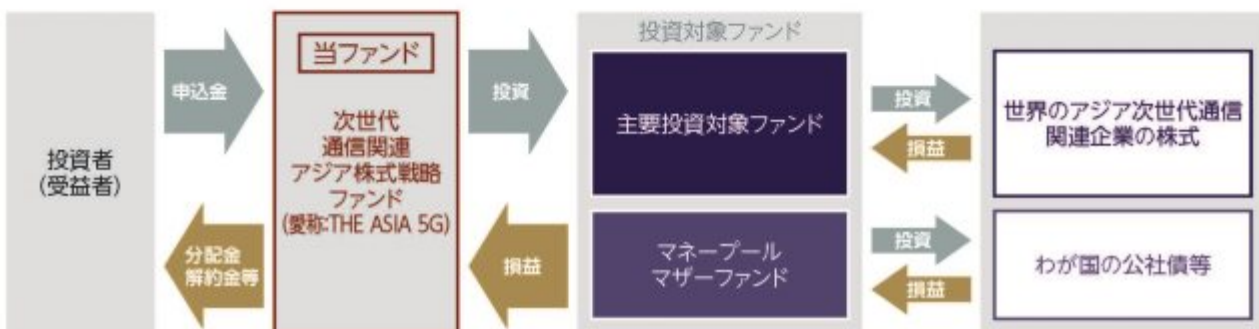 投資者
(受益者)
申込金
分配金
解約金等
当ファンド
次世代
通信関連
アジア株式戦略
ファンド
(愛称:THE ASIA 5G)
投資
損益
投資対象ファンド
主要投資対象ファンド
マネープール
マザーファンド
投資
損益
投資
損益
世界のアジア次世代通信
関連企業の株式
わが国の公社債等